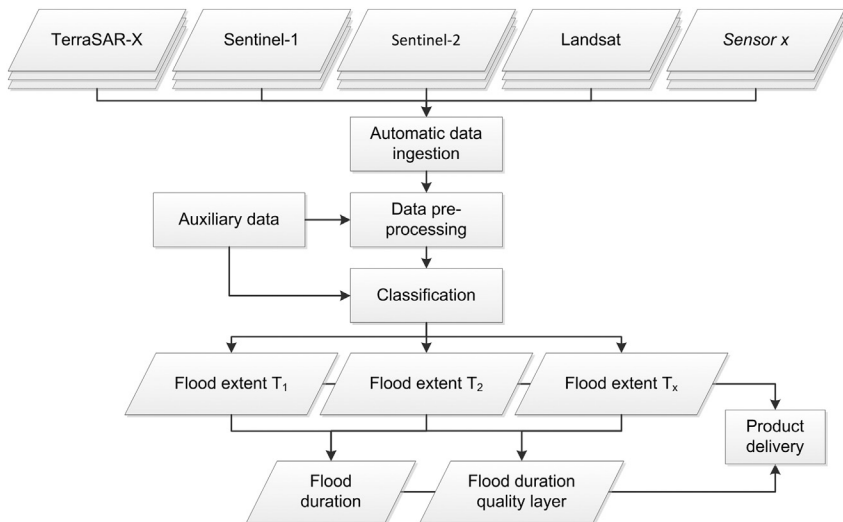 TerraSAR-X
Sentinel-1
Sentinel-2
Landsat
Sensor x
Automatic data
ingestion
Auxiliary data
Data pre-
processing
Classification
Flood extent T₁
Flood extent T₂
Flood extent Tₓ
Product
delivery
Flood
duration
Flood duration
quality layer